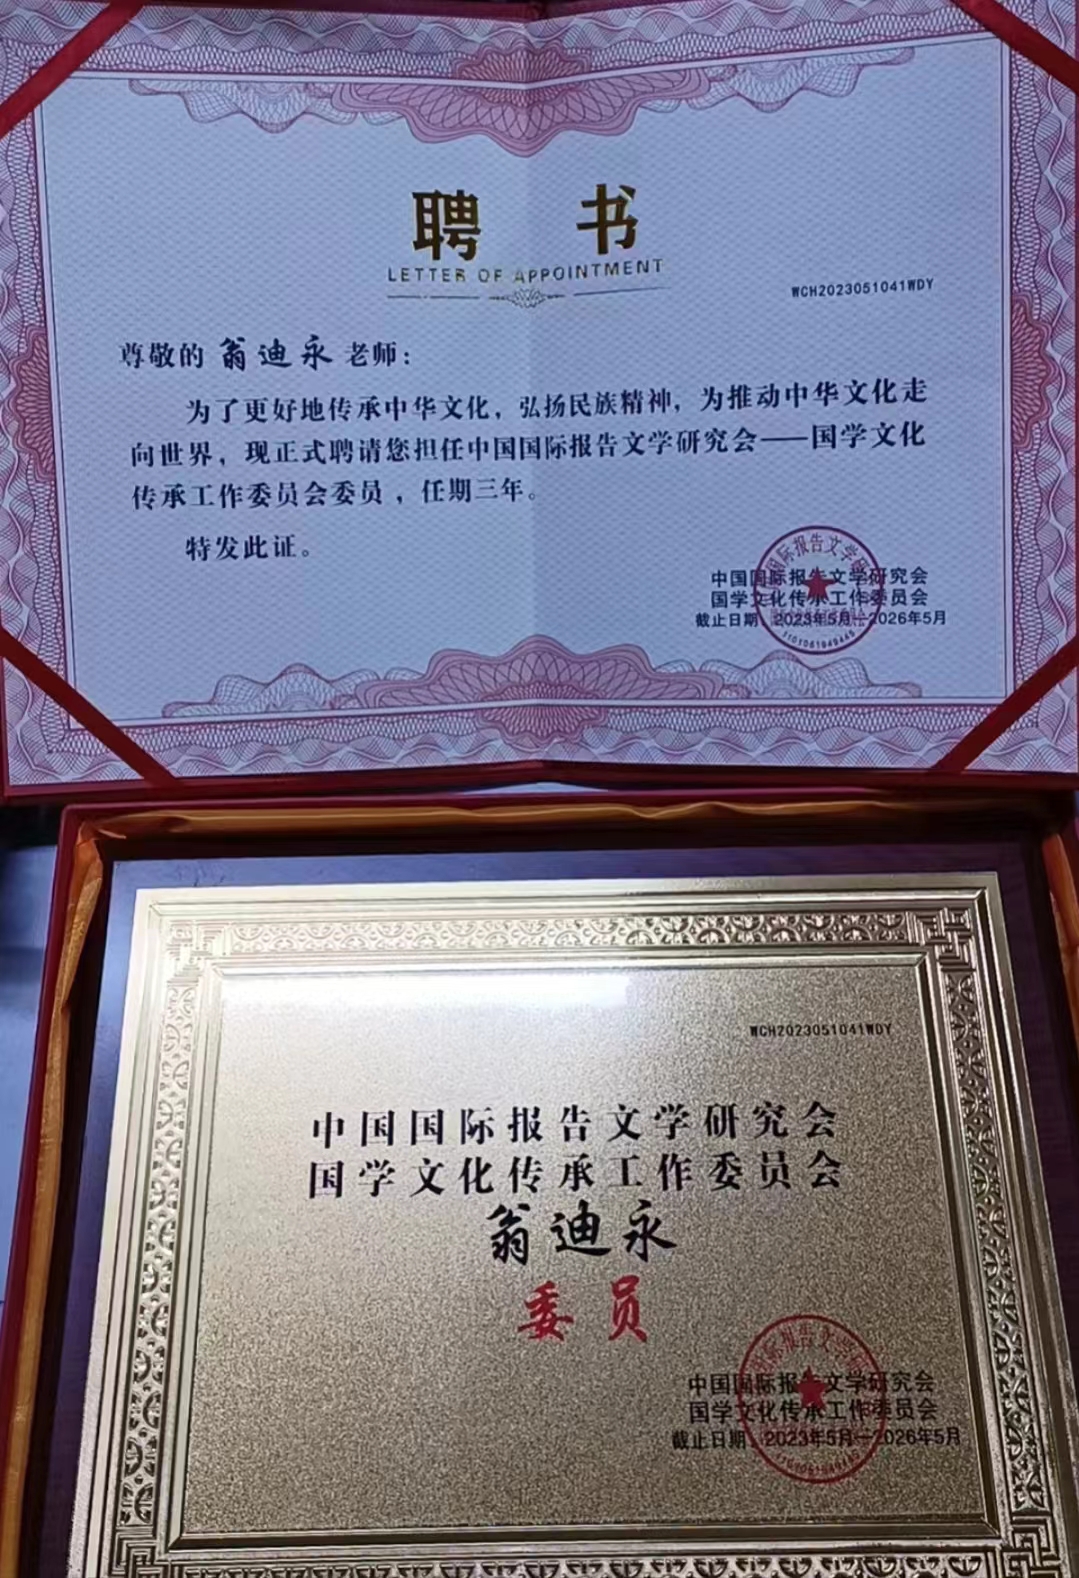 聘书
LETTER OF APPOINTMENT
WCH2023051041WDY
尊敬的 翁迪永 老师：
为了更好地传承中华文化，弘扬民族精神，为推动中华文化走
向世界，现正式聘请您担任中国国际报告文学研究会——国学文化
传承工作委员会委员，任期三年。
特发此证。
中国国际报告文学研究会
国学文化传承工作委员会
截止日期：2023年5月—2026年5月
WCH2023051041WDY
中国国际报告文学研究会
国学文化传承工作委员会
翁迪永
委员
中国国际报告文学研究会
国学文化传承工作委员会
截止日期：2023年5月—2026年5月